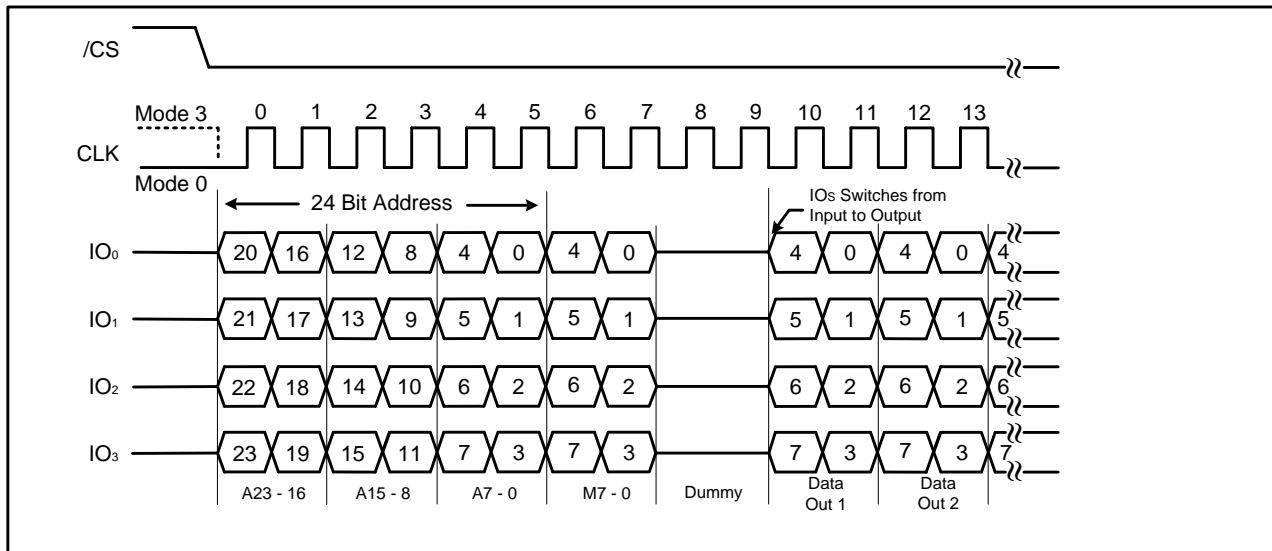 /CS
Mode 3
0 1 2 3 4 5 6 7 8 9 10 11 12 13
CLK
Mode 0
24 Bit Address
IOs Switches from
Input to Output
IO0 20 16 12 8 4 0 4 0 4 0 4 0 4
IO1 21 17 13 9 5 1 5 1 5 1 5 1 5
IO2 22 18 14 10 6 2 6 2 6 2 6 2 6
IO3 23 19 15 11 7 3 7 3 7 3 7 3 7
A23 - 16 A15 - 8 A7 - 0 M7 - 0 Dummy Data Data
Out 1 Out 2